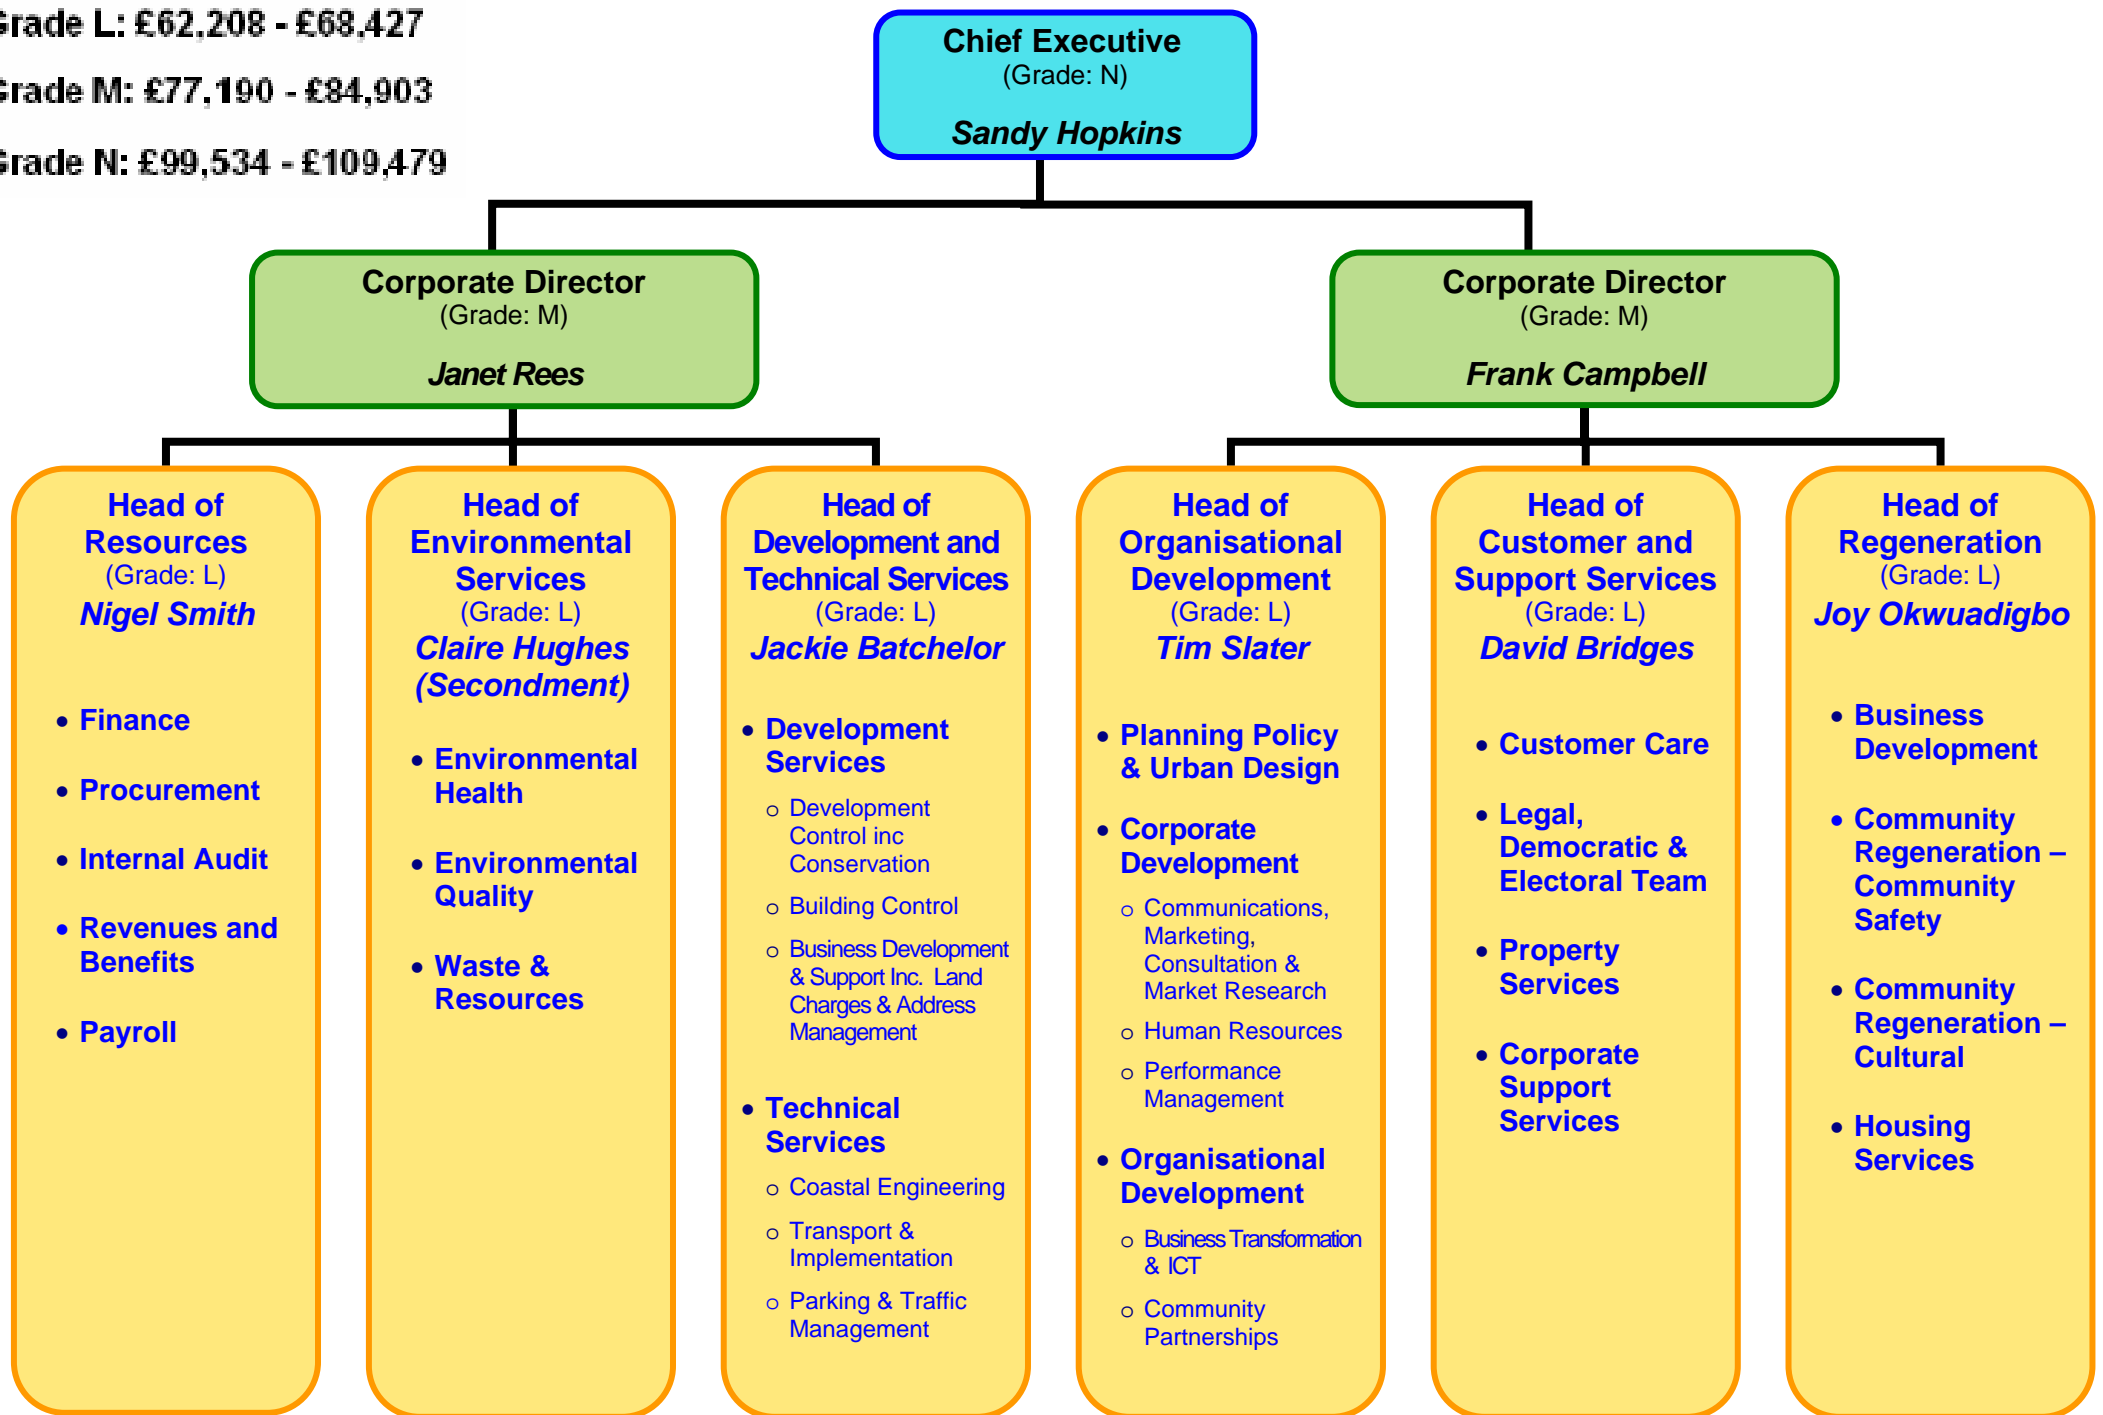 Grade L: £62,208 - £68,427
Grade M: £77,190 - £84,903
Grade N: £99,534 - £109,479
Chief Executive
(Grade: N)
Sandy Hopkins
Corporate Director
(Grade: M)
Janet Rees
Corporate Director
(Grade: M)
Frank Campbell
Head of
Resources
(Grade: L)
Nigel Smith
• Finance
• Procurement
• Internal Audit
• Revenues and
Benefits
• Payroll
Head of
Environmental
Services
(Grade: L)
Claire Hughes
(Secondment)
• Environmental
Health
• Environmental
Quality
• Waste &
Resources
Head of
Development and
Technical Services
(Grade: L)
Jackie Batchelor
• Development
Services
o Development
Control inc
Conservation
o Building Control
o Business Development
& Support Inc. Land
Charges & Address
Management
• Technical
Services
o Coastal Engineering
o Transport &
Implementation
o Parking & Traffic
Management
Head of
Organisational
Development
(Grade: L)
Tim Slater
• Planning Policy
& Urban Design
• Corporate
Development
o Communications,
Marketing,
Consultation &
Market Research
o Human Resources
o Performance
Management
• Organisational
Development
o Business Transformation
& ICT
o Community
Partnerships
Head of
Customer and
Support Services
(Grade: L)
David Bridges
• Customer Care
• Legal,
Democratic &
Electoral Team
• Property
Services
• Corporate
Support
Services
Head of
Regeneration
(Grade: L)
Joy Okwuadigbo
• Business
Development
• Community
Regeneration –
Community
Safety
• Community
Regeneration –
Cultural
• Housing
Services